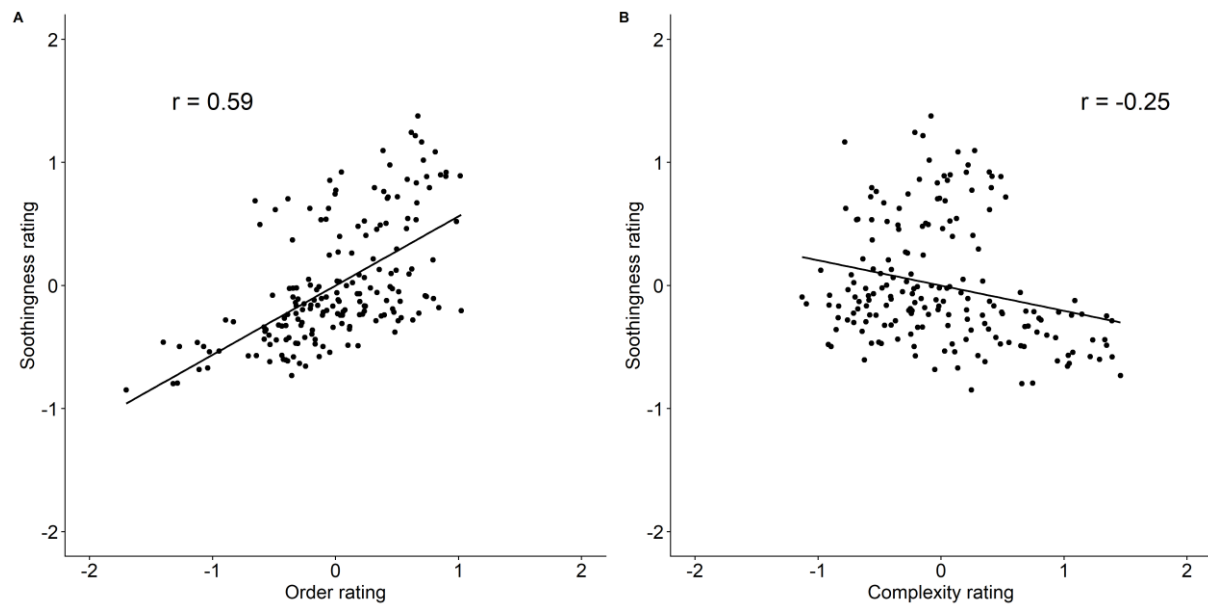 A
r = 0.59
2
1
0
-1
-2
Soothingness rating
-2
-1
0
1
2
Order rating
B
r = -0.25
2
1
0
-1
-2
Soothingness rating
-2
-1
0
1
2
Complexity rating